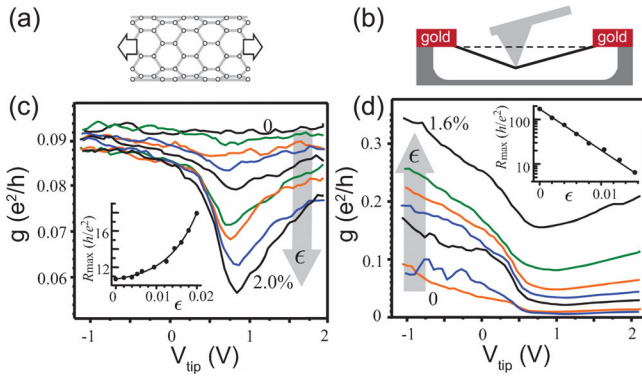 (a)
(b)
gold
gold
(c)
g (e²/h)
0.09
0.08
0.07
0.06
0
2.0%
ϵ
R_max (h/e²)
18
16
14
12
0
0.01
0.02
ϵ
-1
0
1
2
V_tip (V)
(d)
g (e²/h)
0.3
0.2
0.1
0
1.6%
ϵ
0
R_max (h/e²)
100
10
0
0.01
ϵ
-1
0
1
2
V_tip (V)